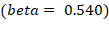 (beta = 0.540)